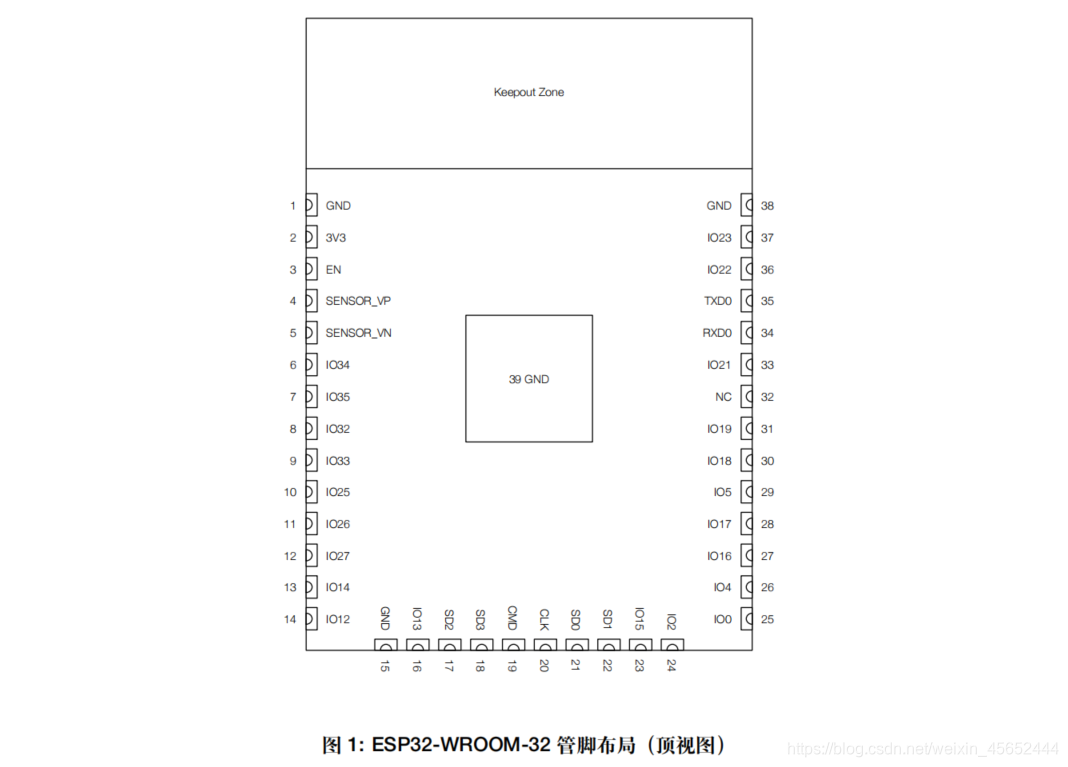 Keepout Zone
1 GND
2 3V3
3 EN
4 SENSOR_VP
5 SENSOR_VN
6 IO34
7 IO35
8 IO32
9 IO33
10 IO25
11 IO26
12 IO27
13 IO14
14 IO12
39 GND
GND 38
IO23 37
IO22 36
TXD0 35
RXD0 34
IO21 33
NC 32
IO19 31
IO18 30
IO5 29
IO17 28
IO16 27
IO4 26
IO0 25
GND 15
IO13 16
SD2 17
SD3 18
CMD 19
CLK 20
SD0 21
SD1 22
IO15 23
IO2 24
图 1: ESP32-WROOM-32 管脚布局（顶视图）
https://blog.csdn.net/weixin_45652444